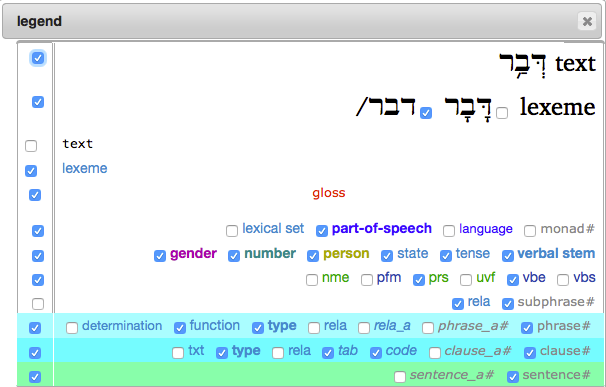 legend
דְּבַ֥ר text
דבר/ דָּבָר lexeme
text
lexeme
gloss
lexical set part-of-speech language monad#
gender number person state tense verbal stem
nme pfm prs uvf vbe vbs
rela subphrase#
determination function type rela rela_a phrase_a# phrase#
txt type rela tab code clause_a# clause#
sentence_a# sentence#